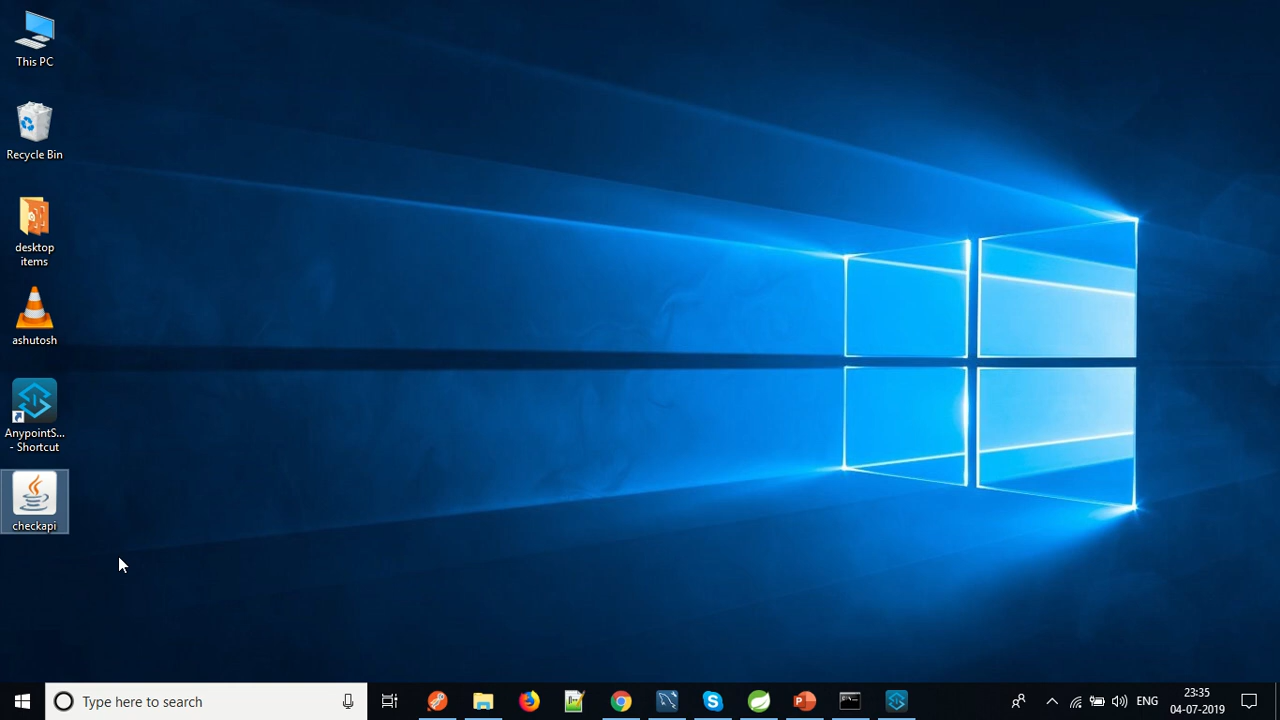 This PC
Recycle Bin
desktop
items
ashutosh
AnypointS...
- Shortcut
checkapi
Type here to search
ENG
23:35
04-07-2019